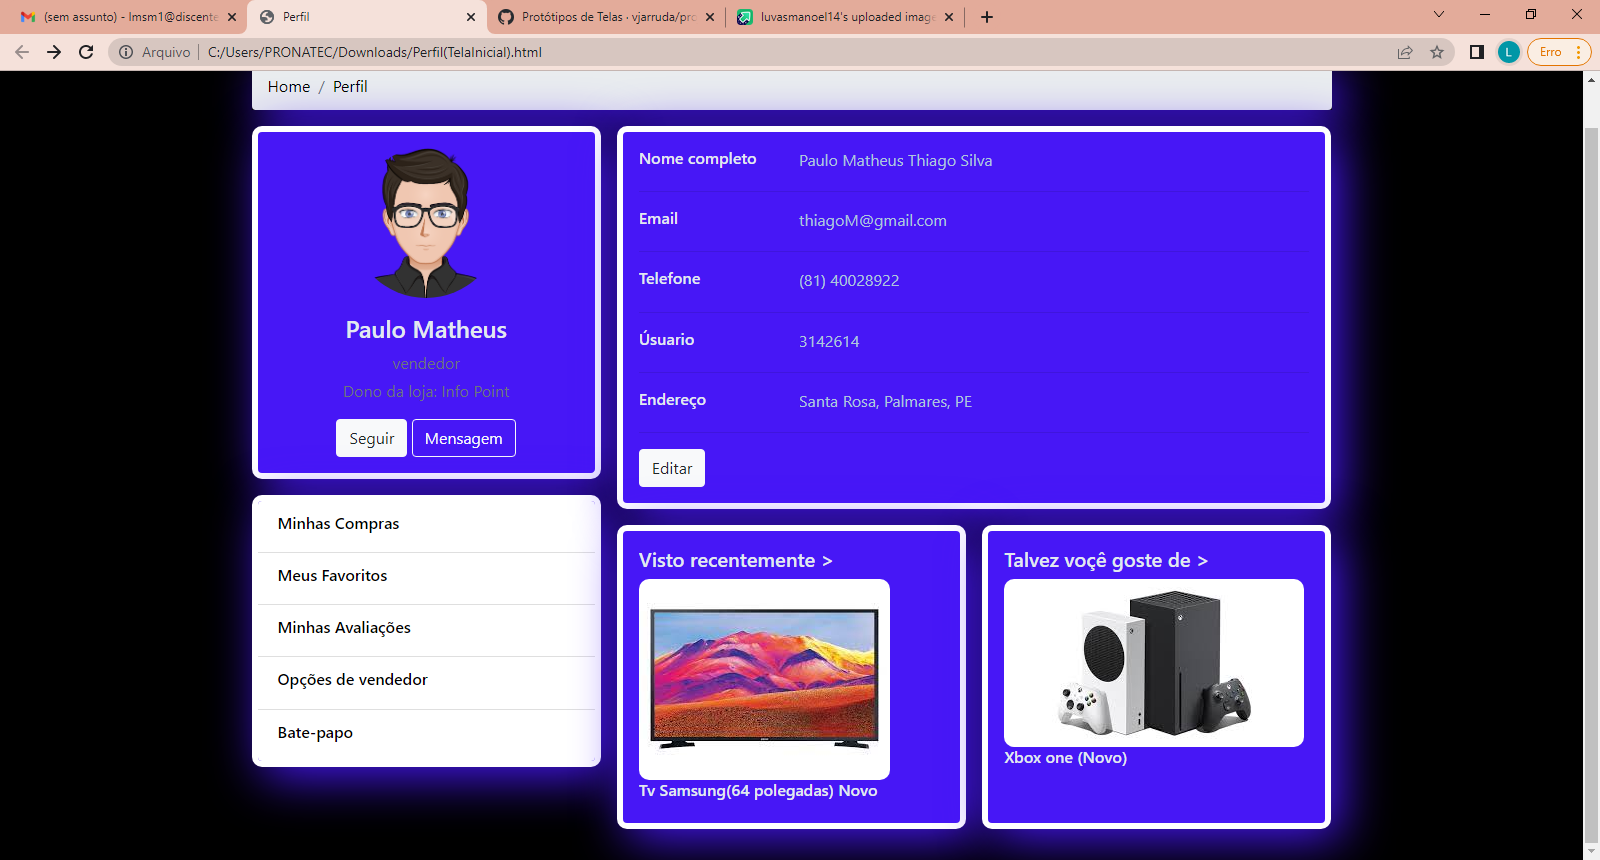 (sem assunto) - lmsm1@discente
Perfil
Protótipos de Telas · vjarruda/pro
luvasmanoel14's uploaded image
Arquivo
C:/Users/PRONATEC/Downloads/Perfil(TelaInicial).html
L
Erro
Home / Perfil
Paulo Matheus
vendedor
Dono da loja: Info Point
Seguir
Mensagem
Nome completo
Paulo Matheus Thiago Silva
Email
thiagoM@gmail.com
Telefone
(81) 40028922
Úsuario
3142614
Endereço
Santa Rosa, Palmares, PE
Editar
Minhas Compras
Meus Favoritos
Minhas Avaliações
Opções de vendedor
Bate-papo
Visto recentemente >
Tv Samsung(64 polegadas) Novo
Talvez voçê goste de >
Xbox one (Novo)